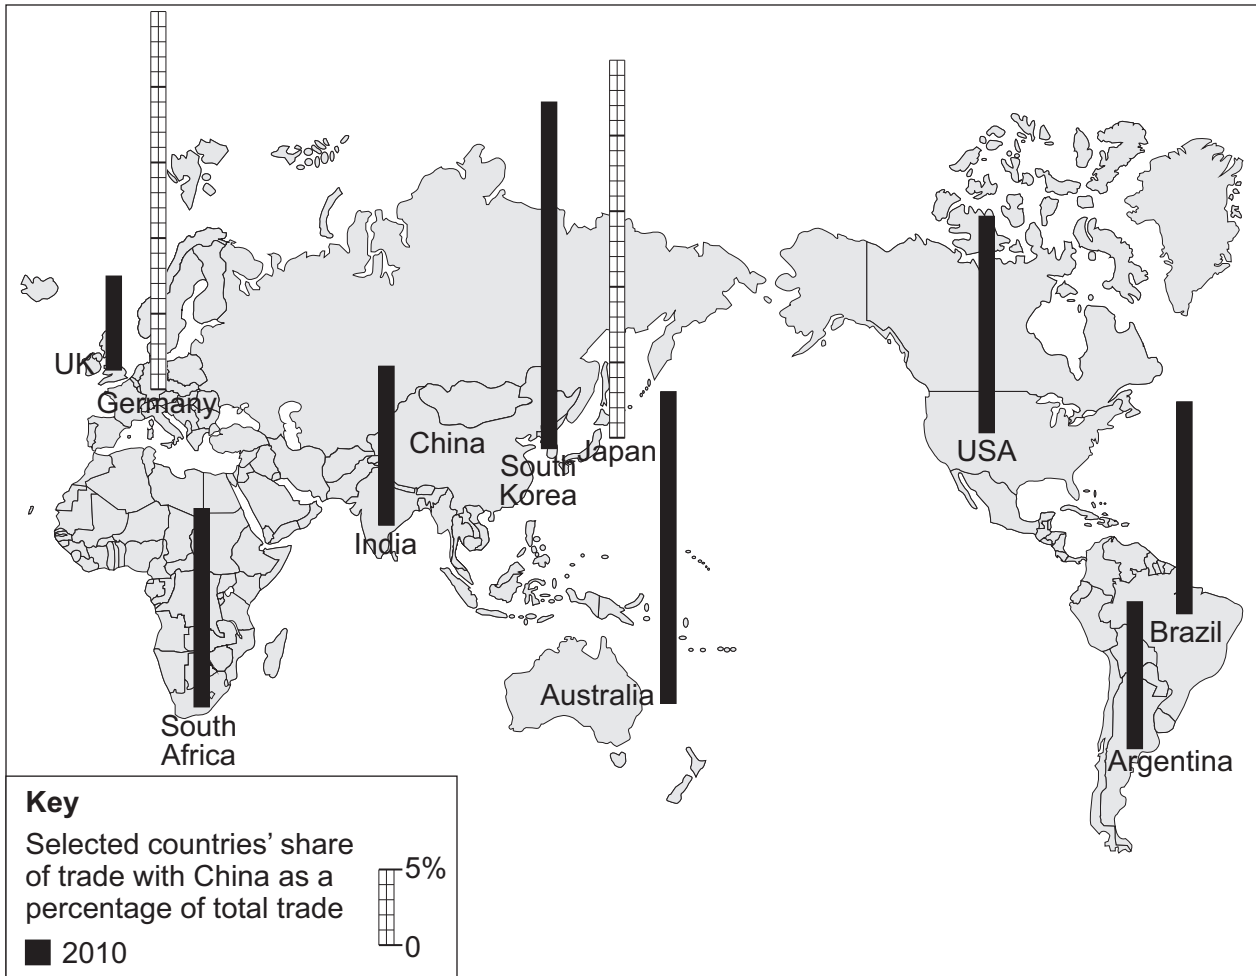 UK
Germany
China
South
Korea
Japan
USA
India
Brazil
Australia
South
Africa
Argentina
Key
Selected countries’ share
of trade with China as a
percentage of total trade
5%
0
2010